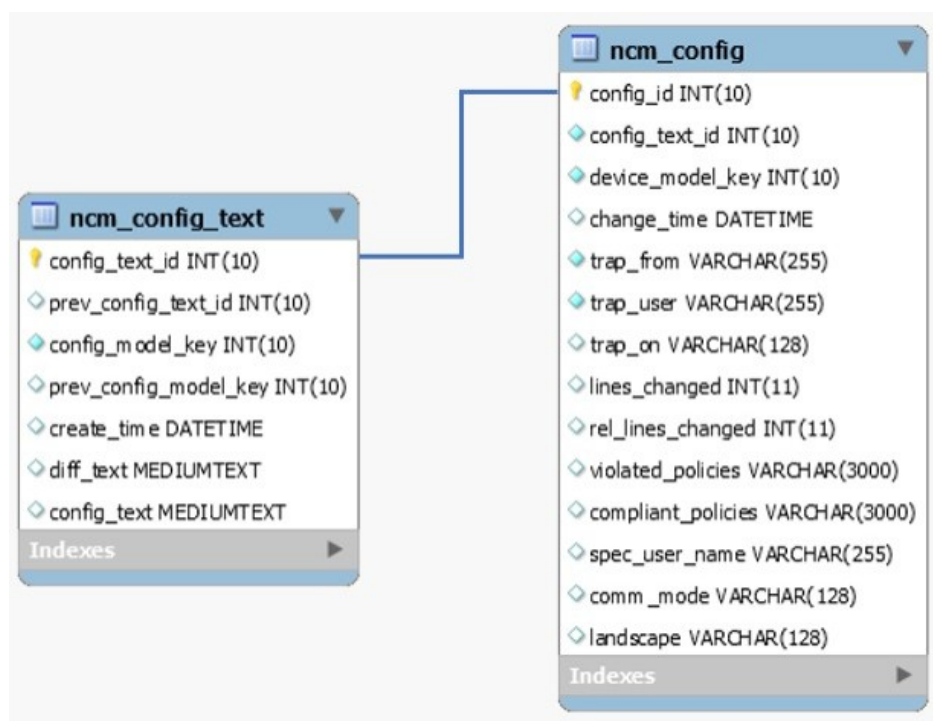 ncm_config
config_id INT(10)
config_text_id INT(10)
device_model_key INT(10)
change_time DATETIME
trap_from VARCHAR(255)
trap_user VARCHAR(255)
trap_on VARCHAR(128)
lines_changed INT(11)
rel_lines_changed INT(11)
violated_policies VARCHAR(3000)
compliant_policies VARCHAR(3000)
spec_user_name VARCHAR(255)
comm_mode VARCHAR(128)
landscape VARCHAR(128)
Indexes
ncm_config_text
config_text_id INT(10)
prev_config_text_id INT(10)
config_model_key INT(10)
prev_config_model_key INT(10)
create_time DATETIME
diff_text MEDIUMTEXT
config_text MEDIUMTEXT
Indexes